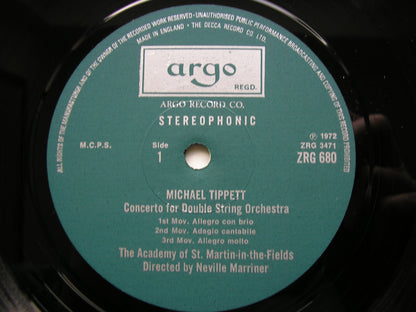 ALL RIGHTS OF THE MANUFACTURER AND OF THE OWNER OF THE RECORDED WORK RESERVED · UNAUTHORISED PUBLIC PERFORMANCE BROADCASTING AND COPYING OF THIS RECORD PROHIBITED
MADE IN ENGLAND · THE DECCA RECORD CO. LTD.
argo
REGD.
ARGO RECORD CO.
STEREOPHONIC
℗ 1972
M.C.P.S.
Side
1
ZRG 3471
ZRG 680
MICHAEL TIPPETT
Concerto for Double String Orchestra
1st Mov. Allegro con brio
2nd Mov. Adagio cantabile
3rd Mov. Allegro molto
The Academy of St. Martin-in-the-Fields
Directed by Neville Marriner